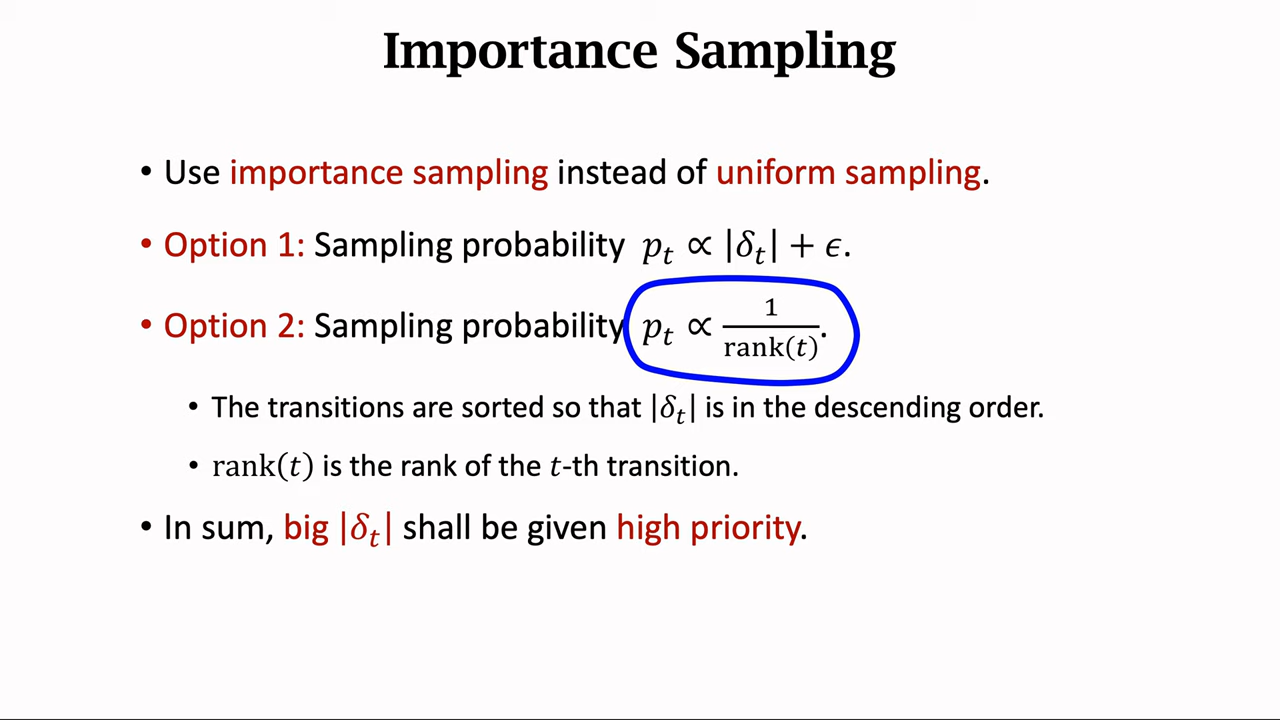 Importance Sampling
• Use importance sampling instead of uniform sampling.
• Option 1: Sampling probability p_t ∝ |δ_t| + ϵ.
• Option 2: Sampling probability p_t ∝ 1/rank(t).
• The transitions are sorted so that |δ_t| is in the descending order.
• rank(t) is the rank of the t-th transition.
• In sum, big |δ_t| shall be given high priority.